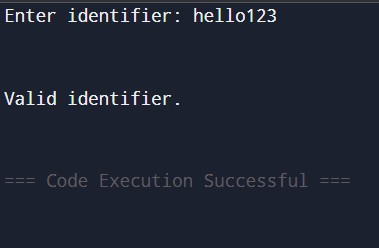 Enter identifier: hello123
Valid identifier.
=== Code Execution Successful ===